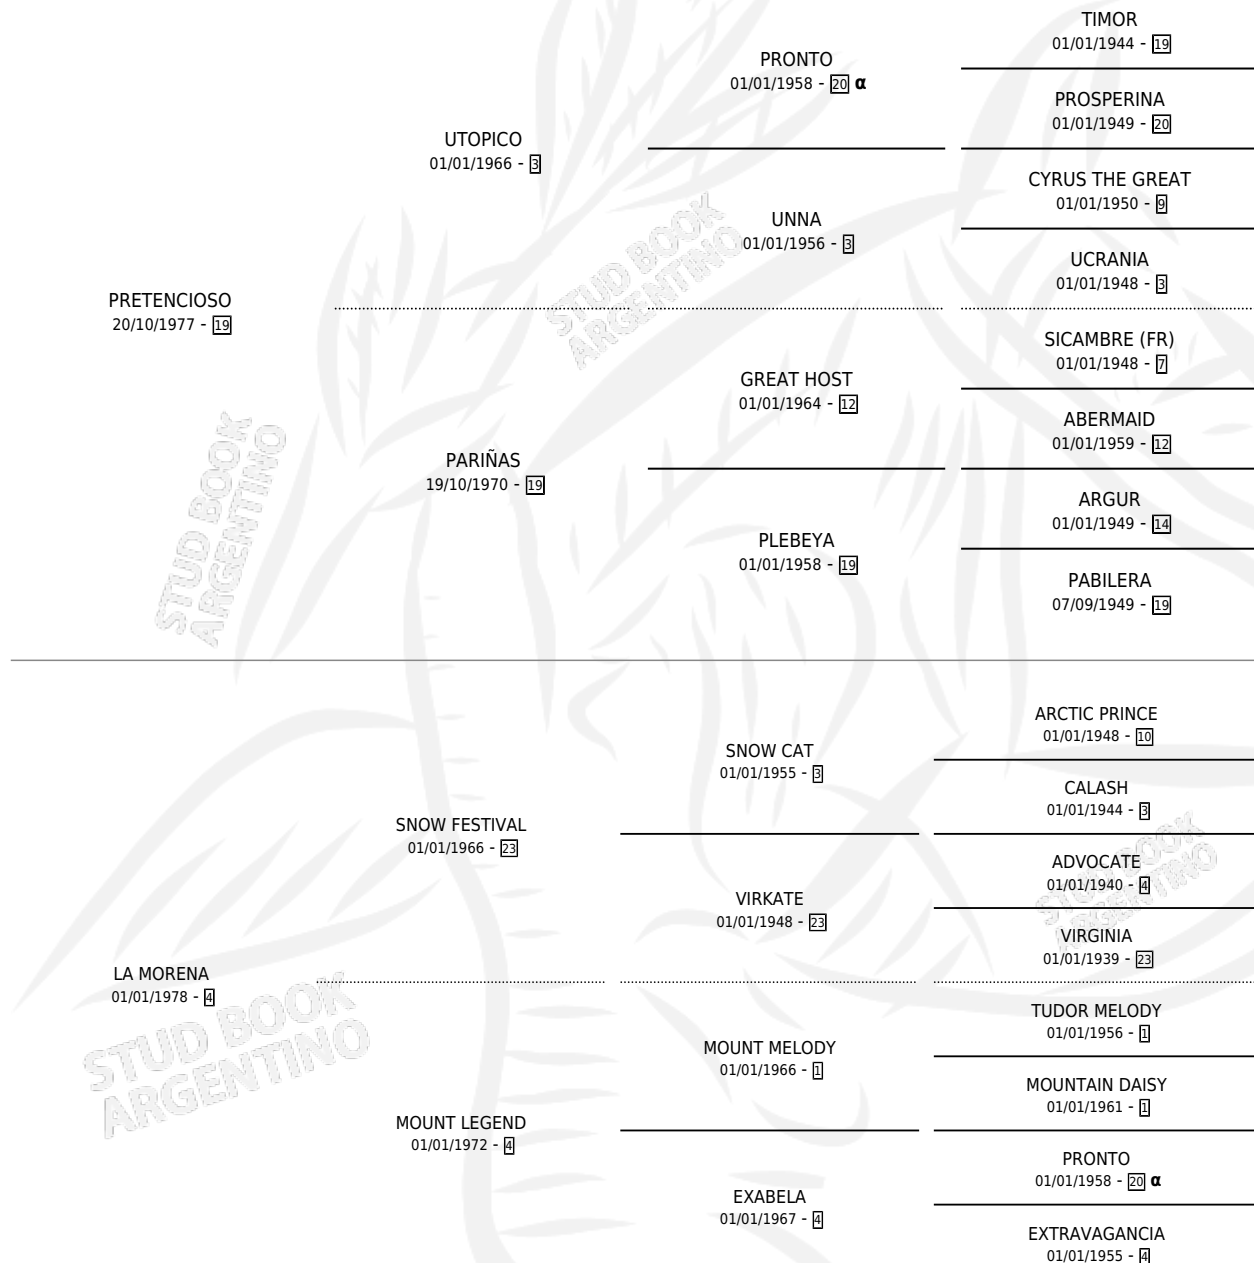 TIMOR
01/01/1944 - 19
PRONTO
01/01/1958 - 20 α
PROSPERINA
01/01/1949 - 20
UTOPICO
01/01/1966 - 3
CYRUS THE GREAT
01/01/1950 - 9
UNNA
01/01/1956 - 3
UCRANIA
01/01/1948 - 3
PRETENCIOSO
20/10/1977 - 19
SICAMBRE (FR)
01/01/1948 - 7
GREAT HOST
01/01/1964 - 12
ABERMAID
01/01/1959 - 12
PARIÑAS
19/10/1970 - 19
ARGUR
01/01/1949 - 14
PLEBEYA
01/01/1958 - 19
PABILERA
07/09/1949 - 19
ARCTIC PRINCE
01/01/1948 - 10
SNOW CAT
01/01/1955 - 3
CALASH
01/01/1944 - 3
SNOW FESTIVAL
01/01/1966 - 23
ADVOCATE
01/01/1940 - 4
VIRKATE
01/01/1948 - 23
VIRGINIA
01/01/1939 - 23
LA MORENA
01/01/1978 - 4
TUDOR MELODY
01/01/1956 - 1
MOUNT MELODY
01/01/1966 - 1
MOUNTAIN DAISY
01/01/1961 - 1
MOUNT LEGEND
01/01/1972 - 4
PRONTO
01/01/1958 - 20 α
EXABELA
01/01/1967 - 4
EXTRAVAGANCIA
01/01/1955 - 4
STUD BOOK
ARGENTINO
STUD BOOK
ARGENTINO
STUD BOOK
ARGENTINO
STUD BOOK
ARGENTINO